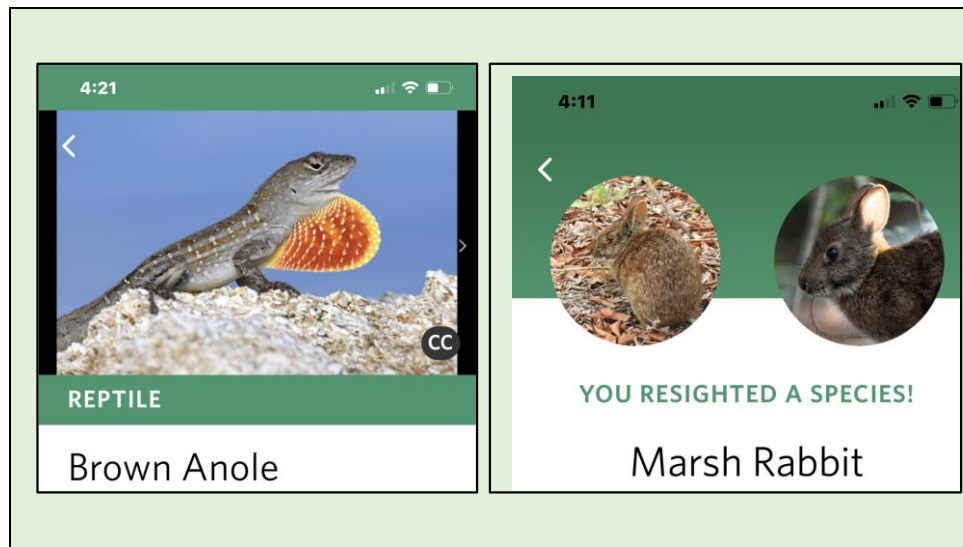 4:21
CC
REPTILE
Brown Anole
4:11
YOU RESIGHTED A SPECIES!
Marsh Rabbit